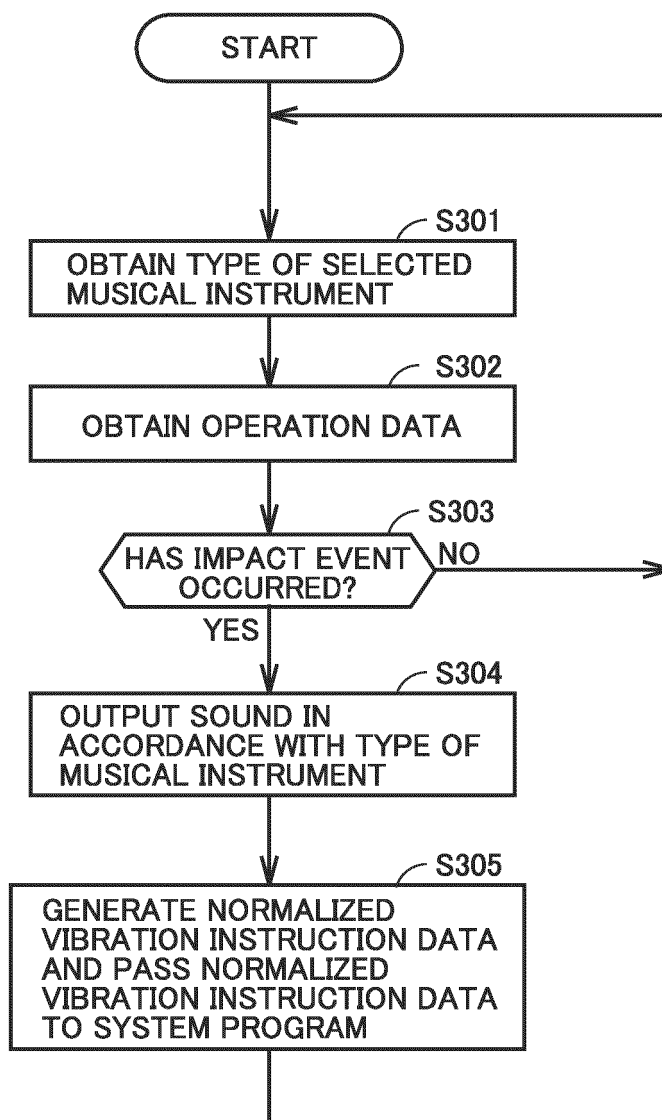 START
S301
OBTAIN TYPE OF SELECTED
MUSICAL INSTRUMENT
S302
OBTAIN OPERATION DATA
S303
HAS IMPACT EVENT
OCCURRED?
NO
YES
S304
OUTPUT SOUND IN
ACCORDANCE WITH TYPE OF
MUSICAL INSTRUMENT
S305
GENERATE NORMALIZED
VIBRATION INSTRUCTION DATA
AND PASS NORMALIZED
VIBRATION INSTRUCTION DATA
TO SYSTEM PROGRAM